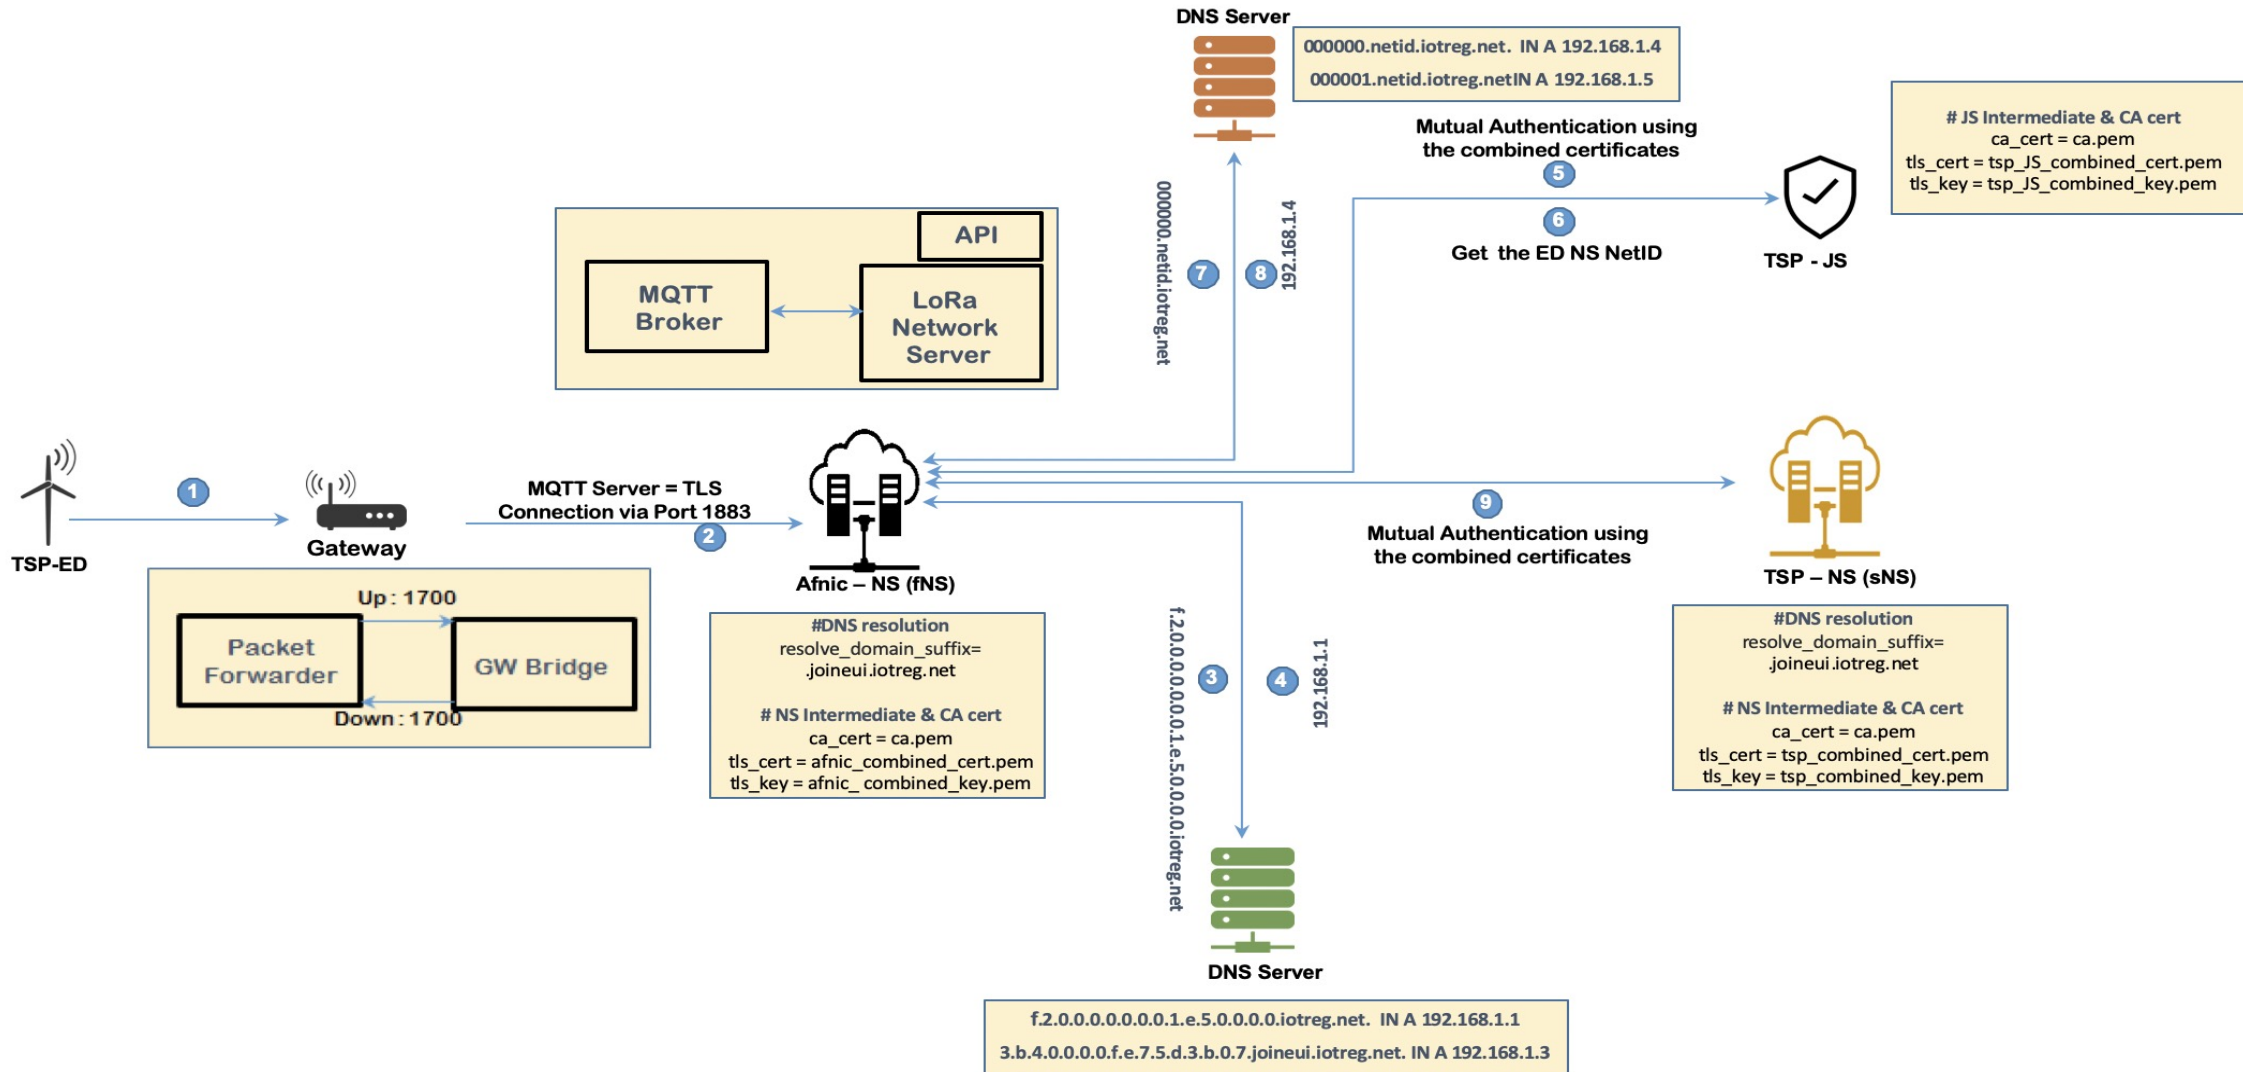 DNS Server
000000.netid.iotreg.net. IN A 192.168.1.4
000001.netid.iotreg.netIN A 192.168.1.5
Mutual Authentication using
the combined certificates
5
6
Get the ED NS NetID
TSP - JS
# JS Intermediate & CA cert
ca_cert = ca.pem
tls_cert = tsp_JS_combined_cert.pem
tls_key = tsp_JS_combined_key.pem
000000.netid.iotreg.net
7
8
192.168.1.4
API
MQTT
Broker
LoRa
Network
Server
TSP-ED
1
Gateway
MQTT Server = TLS
Connection via Port 1883
2
Afnic – NS (fNS)
9
Mutual Authentication using
the combined certificates
TSP – NS (sNS)
Up : 1700
Packet
Forwarder
GW Bridge
Down : 1700
#DNS resolution
resolve_domain_suffix=
.joineui.iotreg.net
# NS Intermediate & CA cert
ca_cert = ca.pem
tls_cert = afnic_combined_cert.pem
tls_key = afnic_ combined_key.pem
f.2.0.0.0.0.0.0.0.1.e.5.0.0.0.0.iotreg.net
3
4
192.168.1.1
#DNS resolution
resolve_domain_suffix=
.joineui.iotreg.net
# NS Intermediate & CA cert
ca_cert = ca.pem
tls_cert = tsp_combined_cert.pem
tls_key = tsp_combined_key.pem
DNS Server
f.2.0.0.0.0.0.0.0.1.e.5.0.0.0.0.iotreg.net. IN A 192.168.1.1
3.b.4.0.0.0.0.f.e.7.5.d.3.b.0.7.joineui.iotreg.net. IN A 192.168.1.3